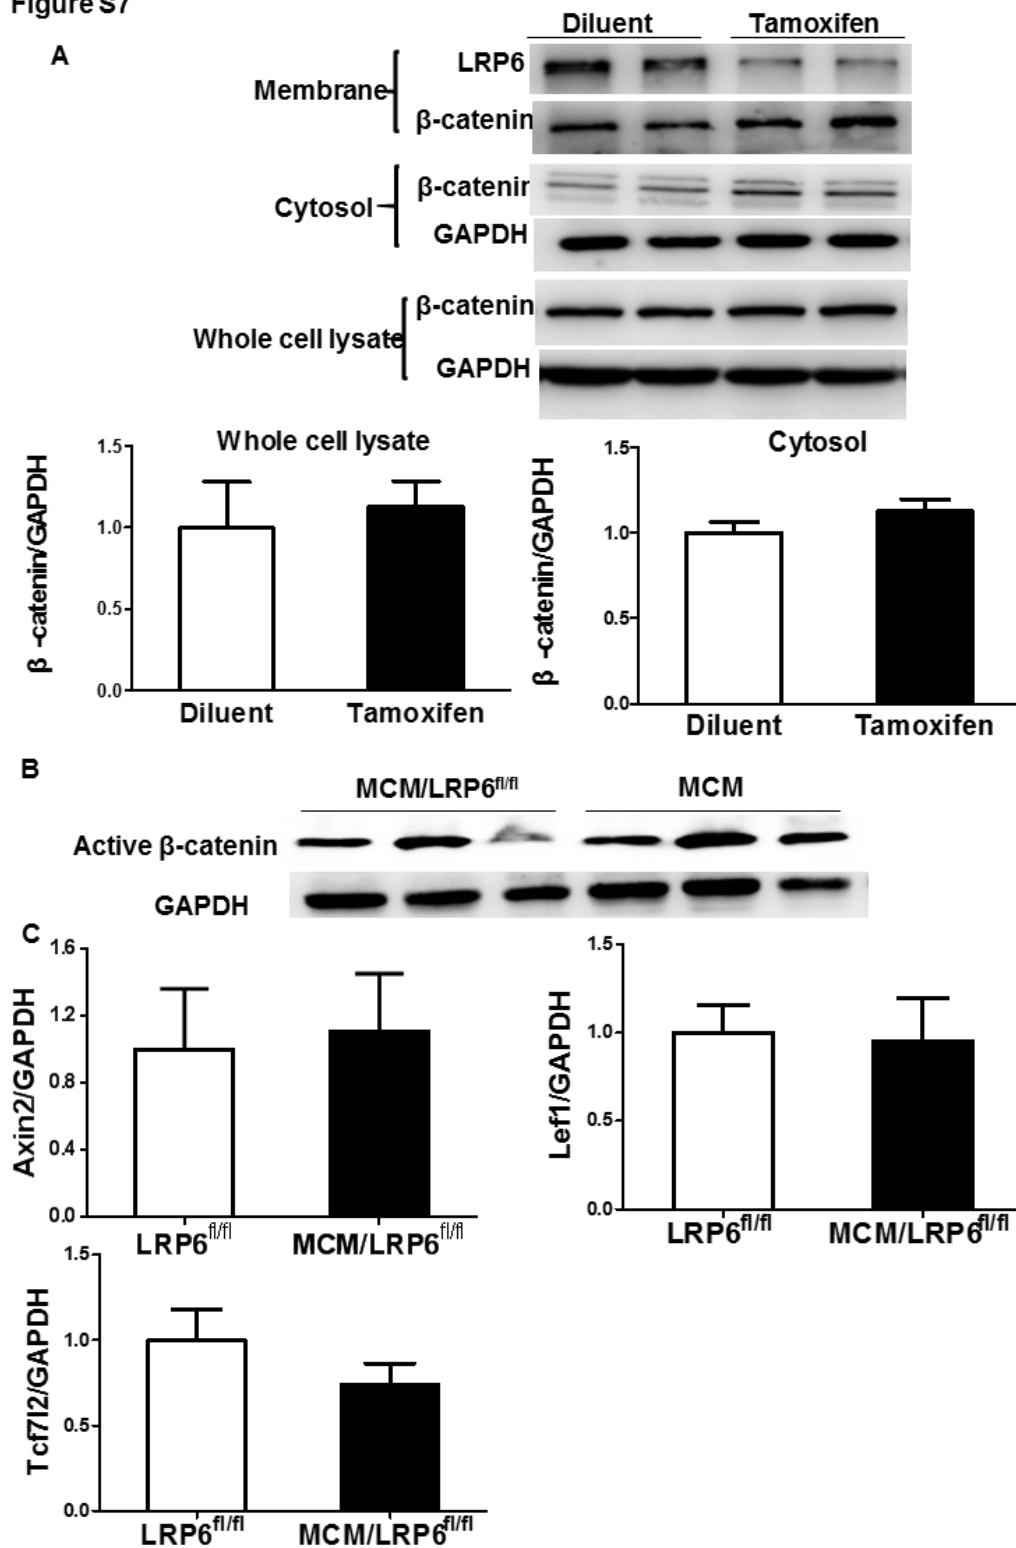 Figure S7
A
Diluent Tamoxifen
Membrane
LRP6
β-catenin
Cytosol
β-catenir
GAPDH
Whole cell lysate
β-catenin
GAPDH
Whole cell lysate
β -catenin/GAPDH
1.5
1.0
0.5
0.0
Diluent Tamoxifen
Cytosol
β -catenin/GAPDH
1.5
1.0
0.5
0.0
Diluent Tamoxifen
B
MCM/LRP6fl/fl MCM
Active β-catenin
GAPDH
C
Axin2/GAPDH
1.6
1.2
0.8
0.4
0.0
LRP6fl/fl MCM/LRP6fl/fl
Lef1/GAPDH
1.5
1.0
0.5
0.0
LRP6fl/fl MCM/LRP6fl/fl
Tcf7l2/GAPDH
1.5
1.0
0.5
0.0
LRP6fl/fl MCM/LRP6fl/fl